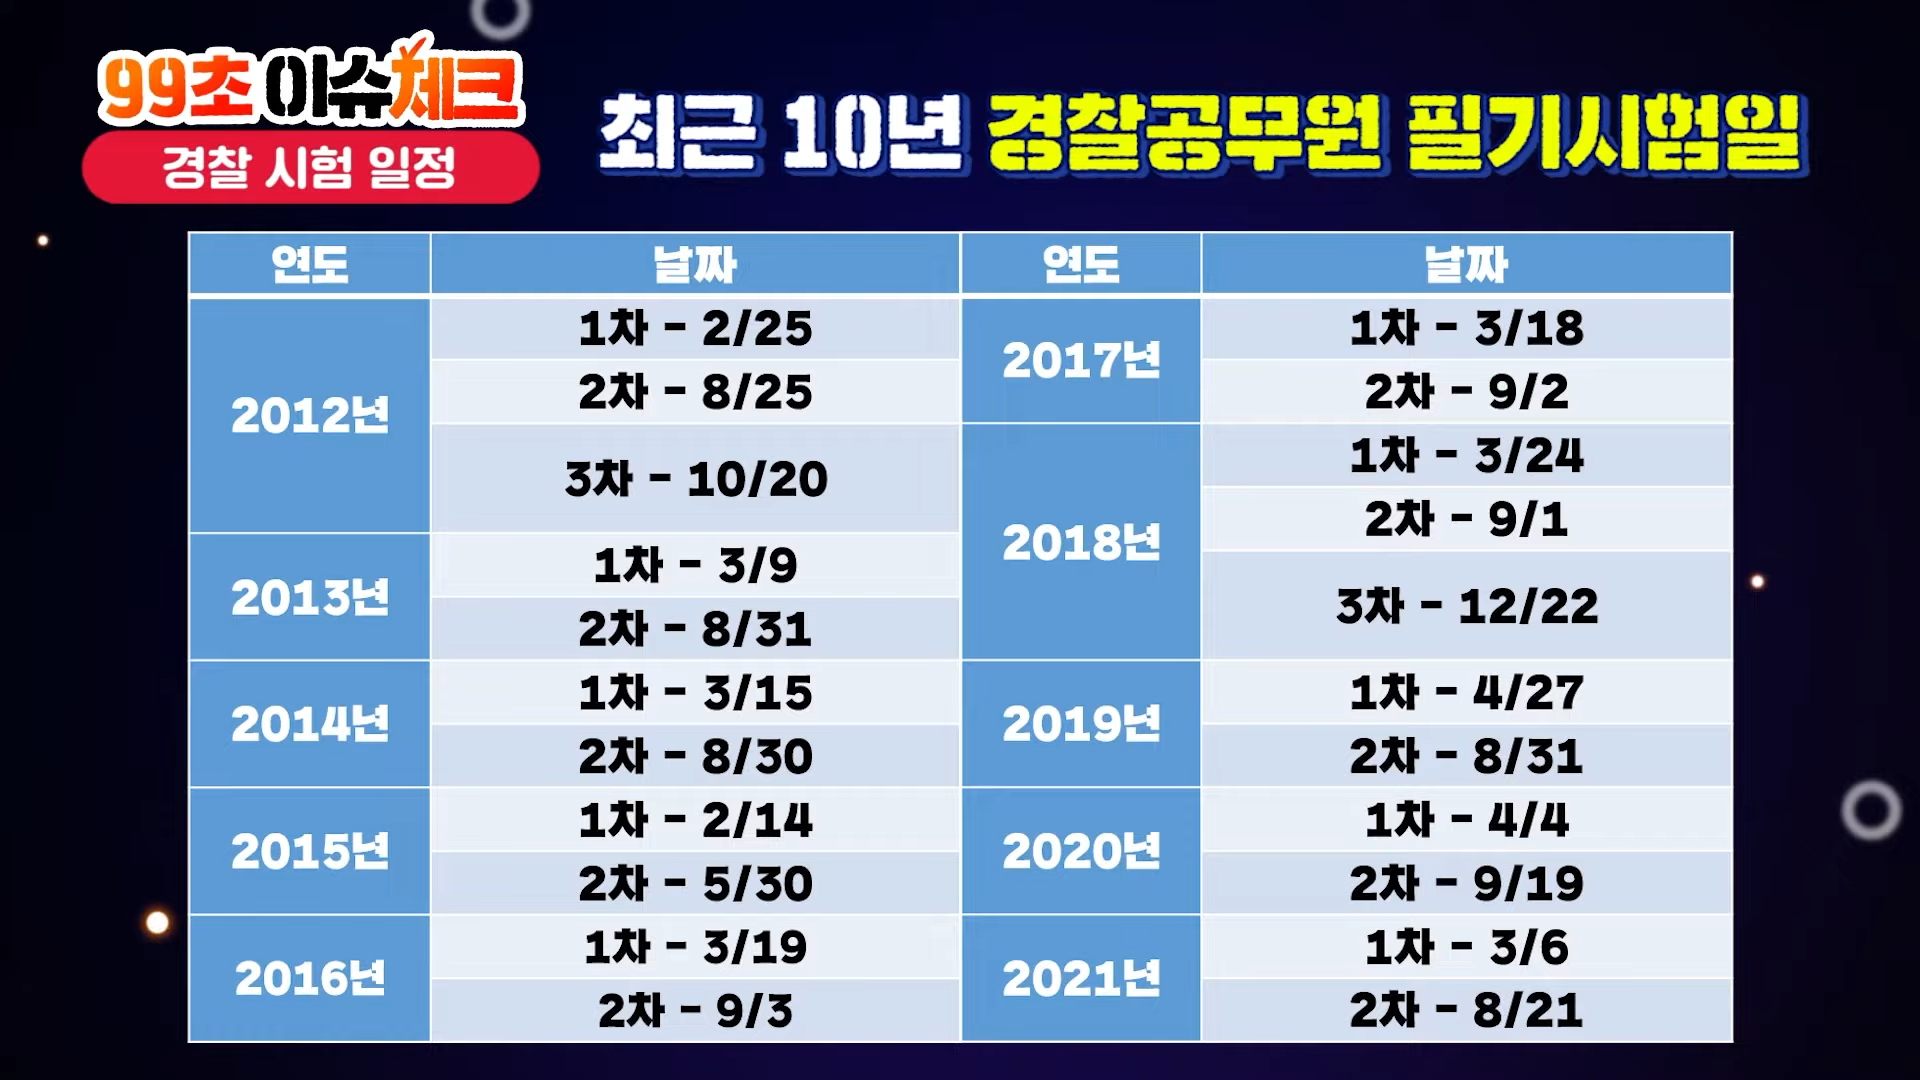 99초 이슈체크
경찰 시험 일정
최근 10년 경찰공무원 필기시험일
연도 날짜 연도 날짜
2012년
1차 - 2/25
2차 - 8/25
3차 - 10/20
2013년
1차 - 3/9
2차 - 8/31
2014년
1차 - 3/15
2차 - 8/30
2015년
1차 - 2/14
2차 - 5/30
2016년
1차 - 3/19
2차 - 9/3
2017년
1차 - 3/18
2차 - 9/2
2018년
1차 - 3/24
2차 - 9/1
3차 - 12/22
2019년
1차 - 4/27
2차 - 8/31
2020년
1차 - 4/4
2차 - 9/19
2021년
1차 - 3/6
2차 - 8/21